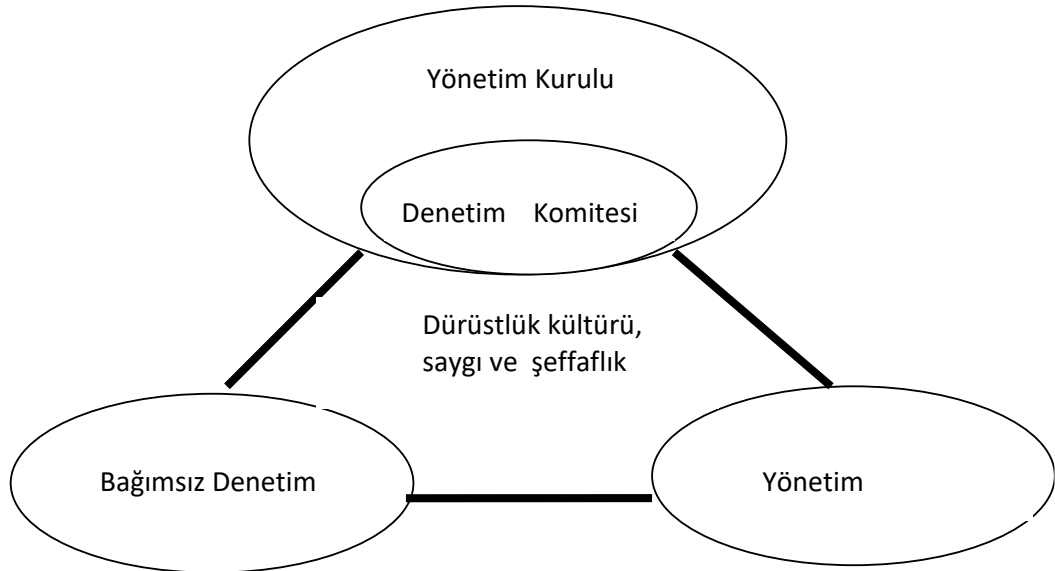 Yönetim Kurulu
Denetim Komitesi
Dürüstlük kültürü,
saygı ve şeffaflık
Bağımsız Denetim
Yönetim